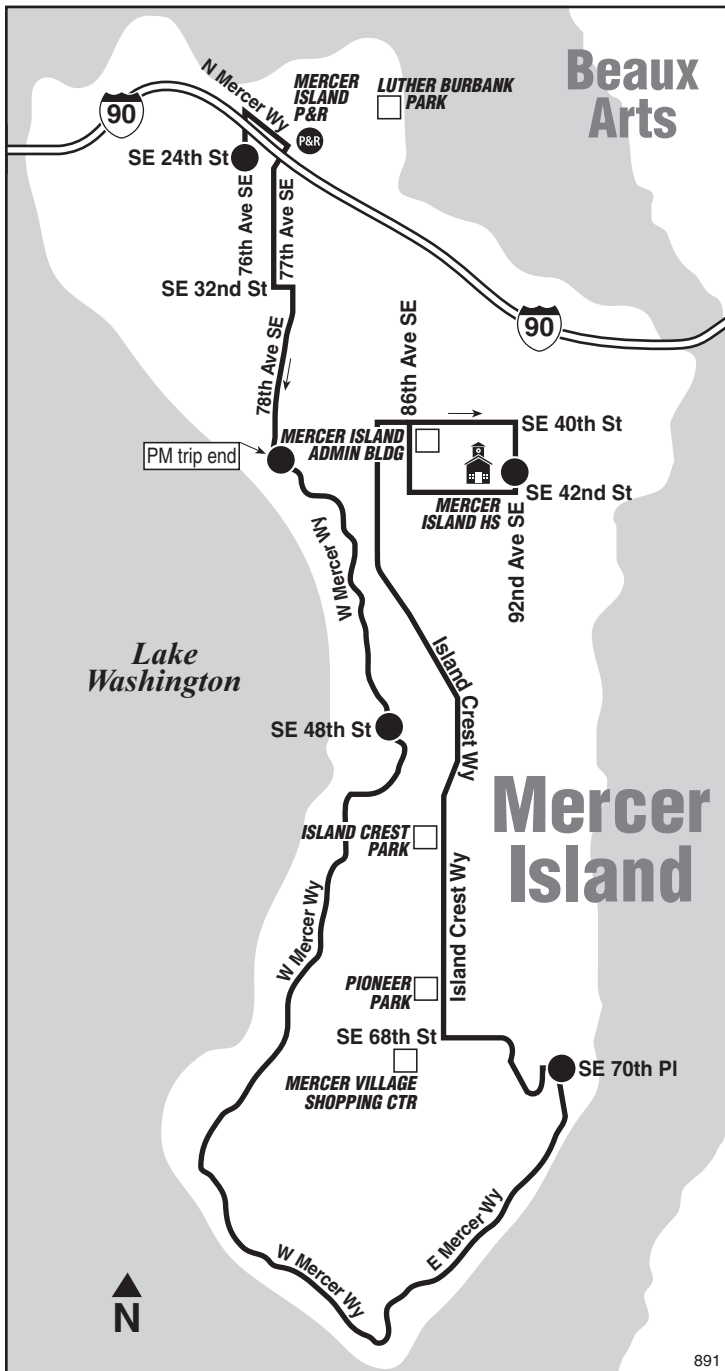 Beaux
Arts
N Mercer Wy
MERCER
ISLAND
P&R
LUTHER BURBANK
PARK
90
P&R
SE 24th St
76th Ave SE
77th Ave SE
SE 32nd St
90
78th Ave SE
86th Ave SE
SE 40th St
MERCER ISLAND
ADMIN BLDG
PM trip end
SE 42nd St
MERCER
ISLAND HS
92nd Ave SE
W Mercer Wy
Lake
Washington
Island Crest Wy
SE 48th St
Mercer
Island
ISLAND CREST
PARK
Island Crest Wy
W Mercer Wy
PIONEER
PARK
SE 68th St
SE 70th Pl
MERCER VILLAGE
SHOPPING CTR
E Mercer Wy
W Mercer Wy
N
891